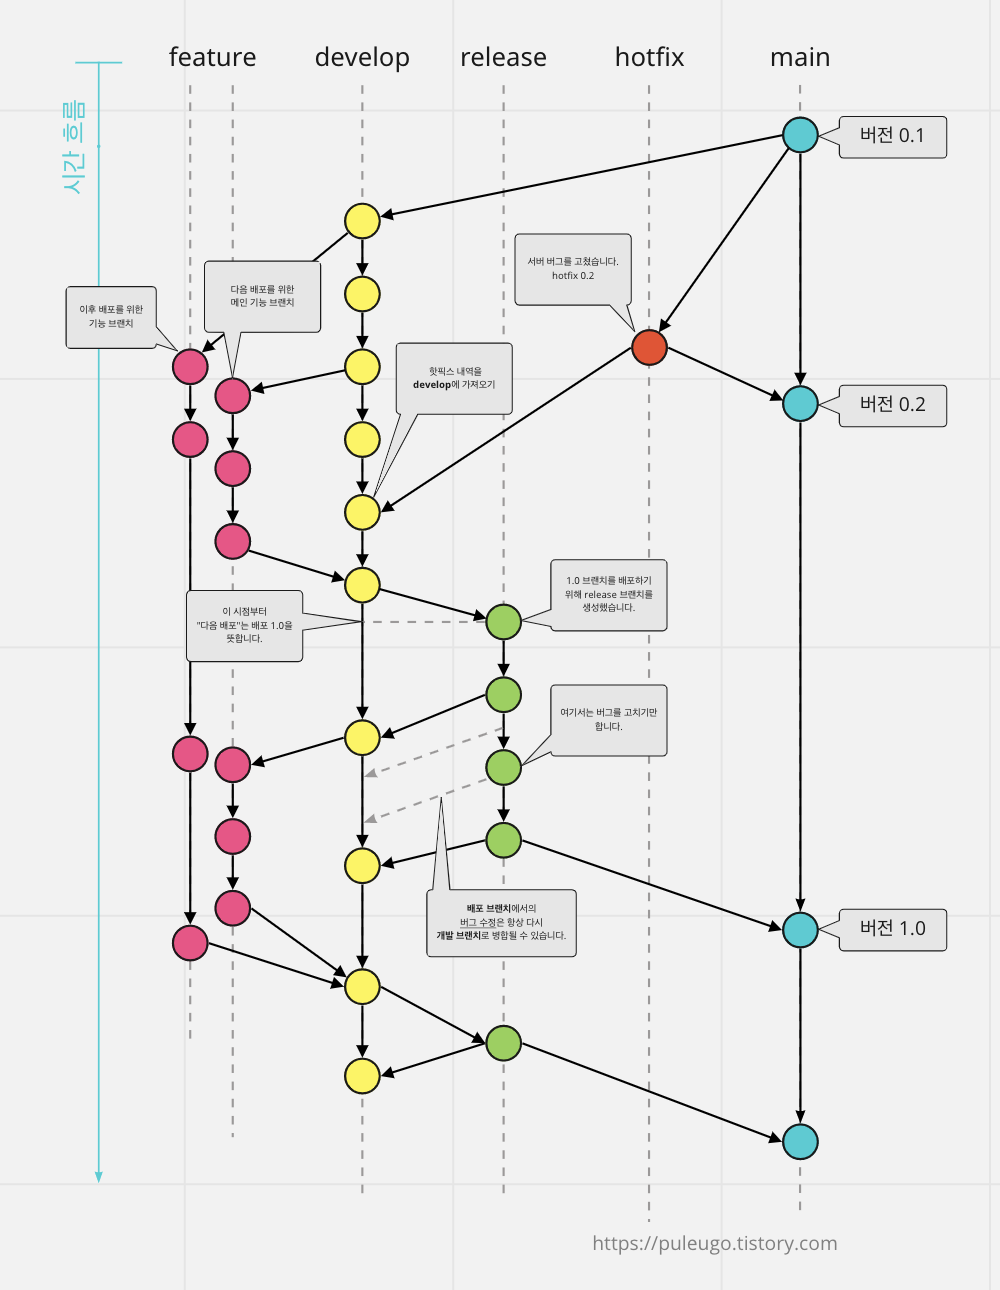 feature
develop
release
hotfix
main
시간 흐름
버전 0.1
서버 버그를 고쳤습니다.
hotfix 0.2
다음 배포를 위한
메인 기능 브랜치
이후 배포를 위한
기능 브랜치
핫픽스 내역을
develop에 가져오기
버전 0.2
1.0 브랜치를 배포하기
위해 release 브랜치를
생성했습니다.
이 시점부터
"다음 배포"는 배포 1.0을
뜻합니다.
여기서는 버그를 고치기만
합니다.
배포 브랜치에서의
버그 수정은 항상 다시
개발 브랜치로 병합될 수 있습니다.
버전 1.0
https://puleugo.tistory.com